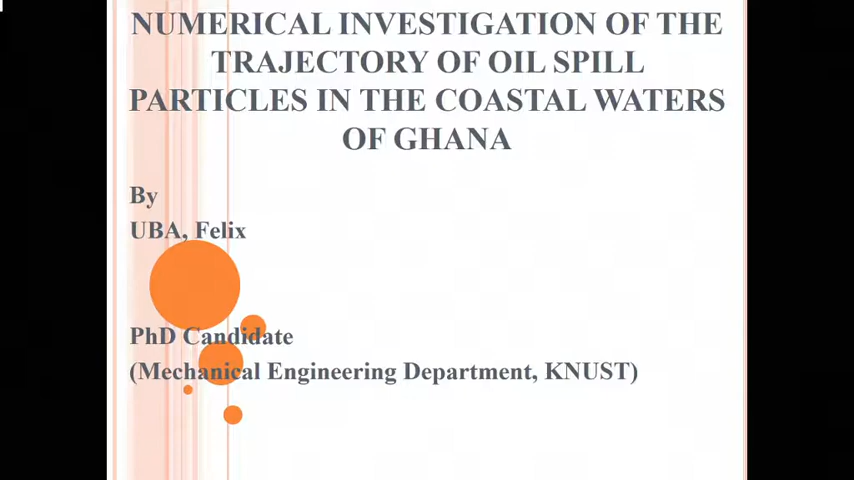 NUMERICAL INVESTIGATION OF THE
TRAJECTORY OF OIL SPILL
PARTICLES IN THE COASTAL WATERS
OF GHANA
By
UBA, Felix
PhD Candidate
(Mechanical Engineering Department, KNUST)